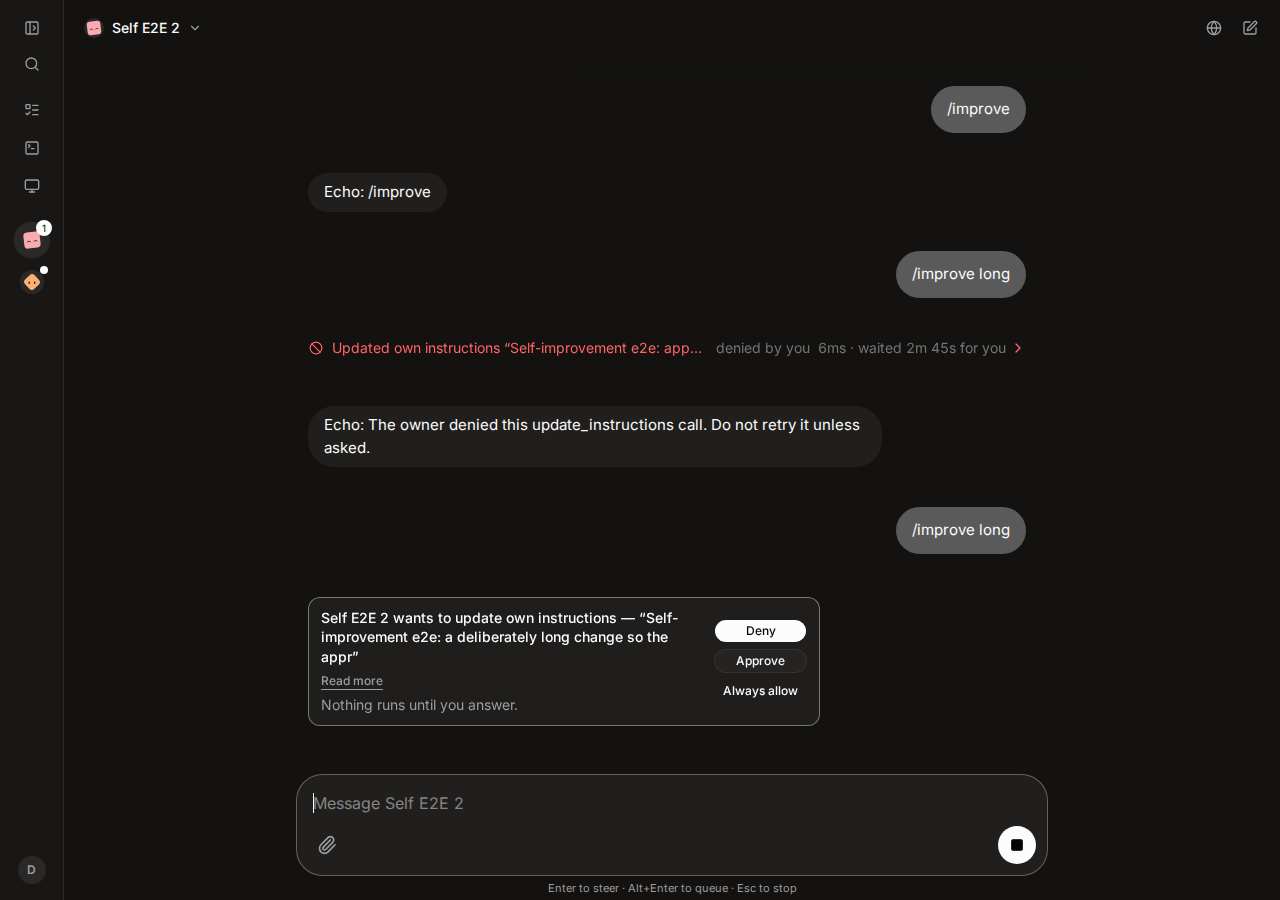 Self E2E 2
/improve
Echo: /improve
/improve long
Updated own instructions “Self-improvement e2e: app... denied by you 6ms · waited 2m 45s for you
Echo: The owner denied this update_instructions call. Do not retry it unless
asked.
/improve long
1
Self E2E 2 wants to update own instructions — “Self-
improvement e2e: a deliberately long change so the
appr”
Read more
Nothing runs until you answer.
Deny
Approve
Always allow
Message Self E2E 2
D
Enter to steer · Alt+Enter to queue · Esc to stop